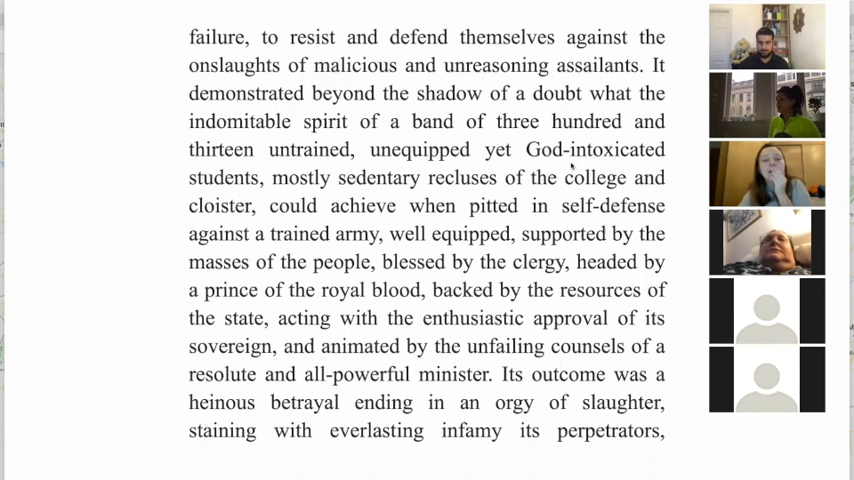 failure, to resist and defend themselves against the
onslaughts of malicious and unreasoning assailants. It
demonstrated beyond the shadow of a doubt what the
indomitable spirit of a band of three hundred and
thirteen untrained, unequipped yet God-intoxicated
students, mostly sedentary recluses of the college and
cloister, could achieve when pitted in self-defense
against a trained army, well equipped, supported by the
masses of the people, blessed by the clergy, headed by
a prince of the royal blood, backed by the resources of
the state, acting with the enthusiastic approval of its
sovereign, and animated by the unfailing counsels of a
resolute and all-powerful minister. Its outcome was a
heinous betrayal ending in an orgy of slaughter,
staining with everlasting infamy its perpetrators,